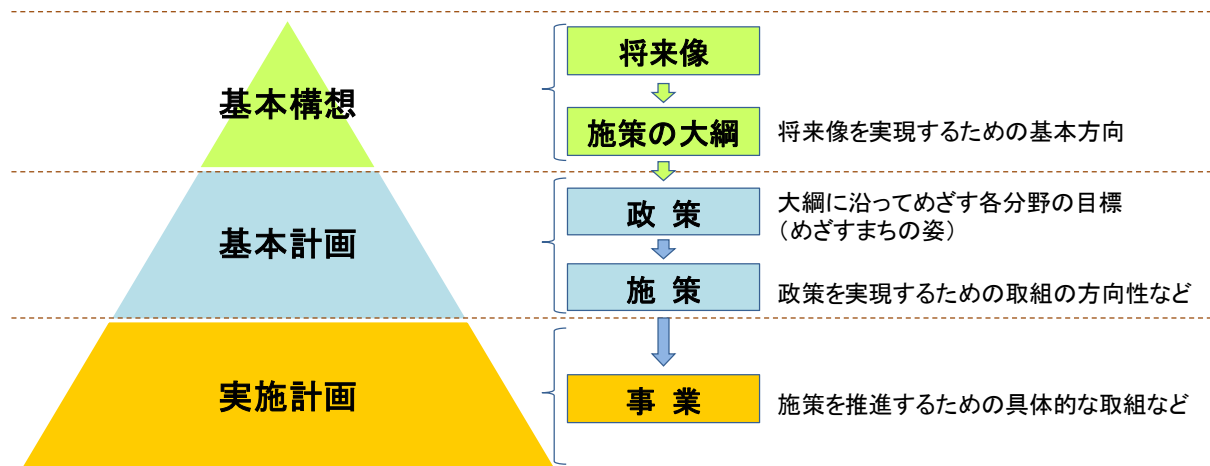 基本構想
将来像
施策の大綱
将来像を実現するための基本方向
基本計画
政 策
大綱に沿ってめざす各分野の目標
(めざすまちの姿)
施 策
政策を実現するための取組の方向性など
実施計画
事 業
施策を推進するための具体的な取組など